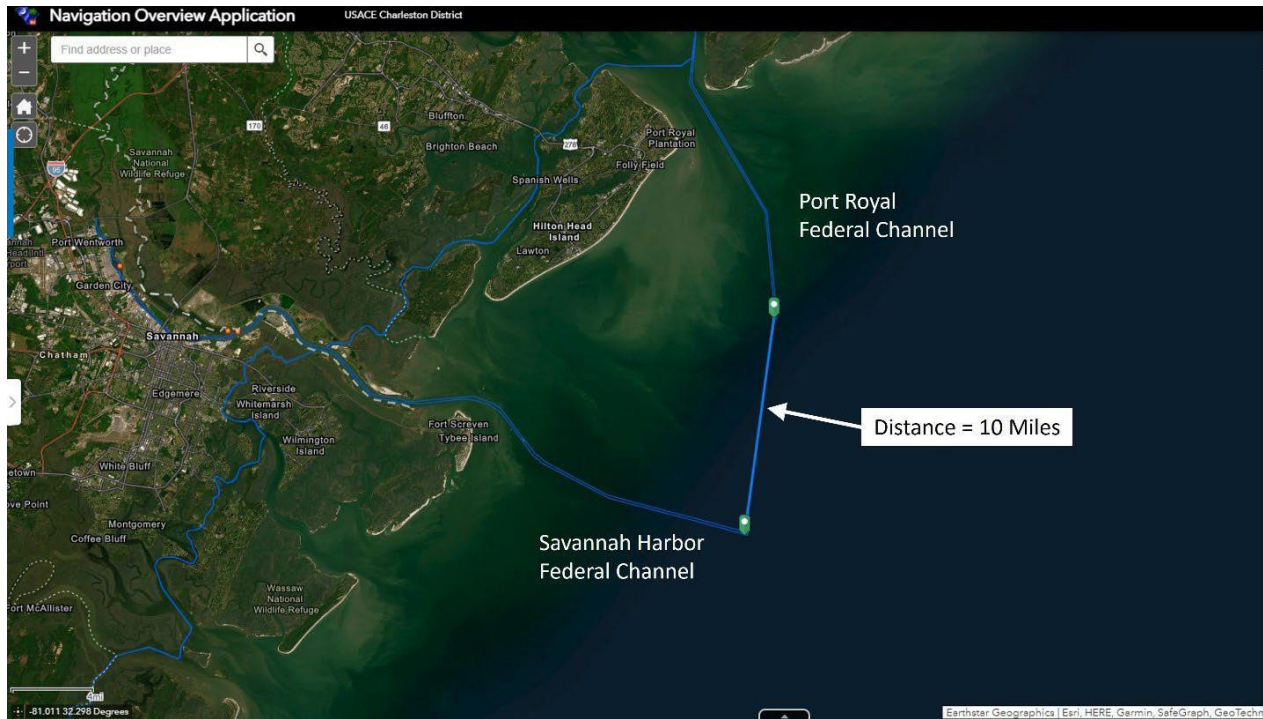 Navigation Overview Application
USACE Charleston District
Find address or place
170
46
Bluffton
Brighton Beach
278
Port Royal
Plantation
Folly Field
Savannah
National
Wildlife Refuge
95
Spanish Wells
Port Royal
Federal Channel
Hilton Head
Island
Lawton
Port Wentworth
Garden City
Savannah
Chatham
Edgemere
Riverside
Whitemarsh
Island
Fort Screven
Tybee Island
Distance = 10 Miles
Wilmington
Island
White Bluff
Montgomery
Coffee Bluff
Savannah Harbor
Federal Channel
Wassaw
National
Wildlife Refuge
Fort McAllister
4mi
-81.011 32.298 Degrees
Earthstar Geographics | Esri, HERE, Garmin, SafeGraph, GeoTechn